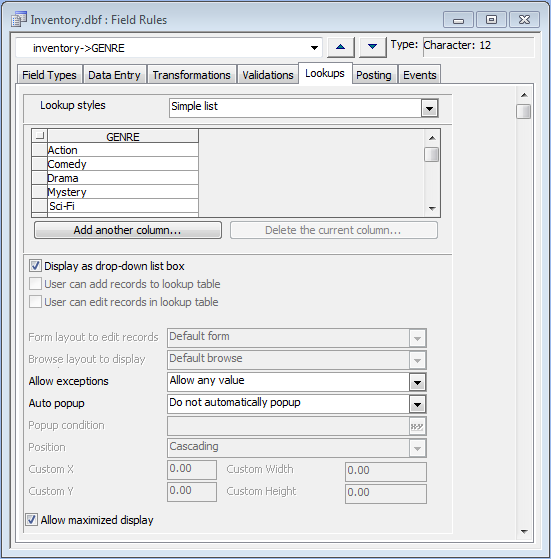 Inventory.dbf : Field Rules
inventory->GENRE Type: Character: 12
Field Types Data Entry Transformations Validations Lookups Posting Events
Lookup styles Simple list
GENRE
Action
Comedy
Drama
Mystery
Sci-Fi
Add another column... Delete the current column...
Display as drop-down list box
User can add records to lookup table
User can edit records in lookup table
Form layout to edit records Default form
Browse layout to display Default browse
Allow exceptions Allow any value
Auto popup Do not automatically popup
Popup condition
Position Cascading
Custom X 0.00 Custom Width 0.00
Custom Y 0.00 Custom Height 0.00
Allow maximized display